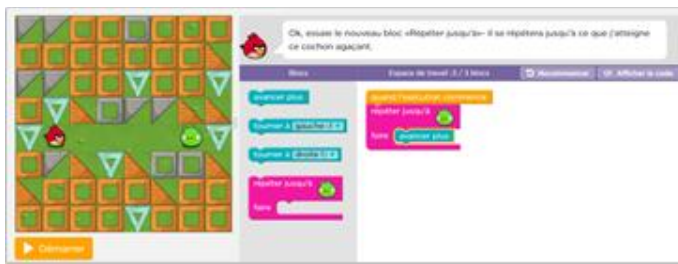 Ok, essaie le nouveau bloc «Répéter jusqu'à»- il se répétera jusqu'à ce que j'atteigne
ce cochon agaçant.
Blocs
Espace de travail : 3 / 3 blocs
Recommencer
Afficher le code
avancer plus
tourner à gauche
tourner à droite
répéter jusqu'à
faire
quand l'exécution commence
répéter jusqu'à
faire avancer plus
Démarrer